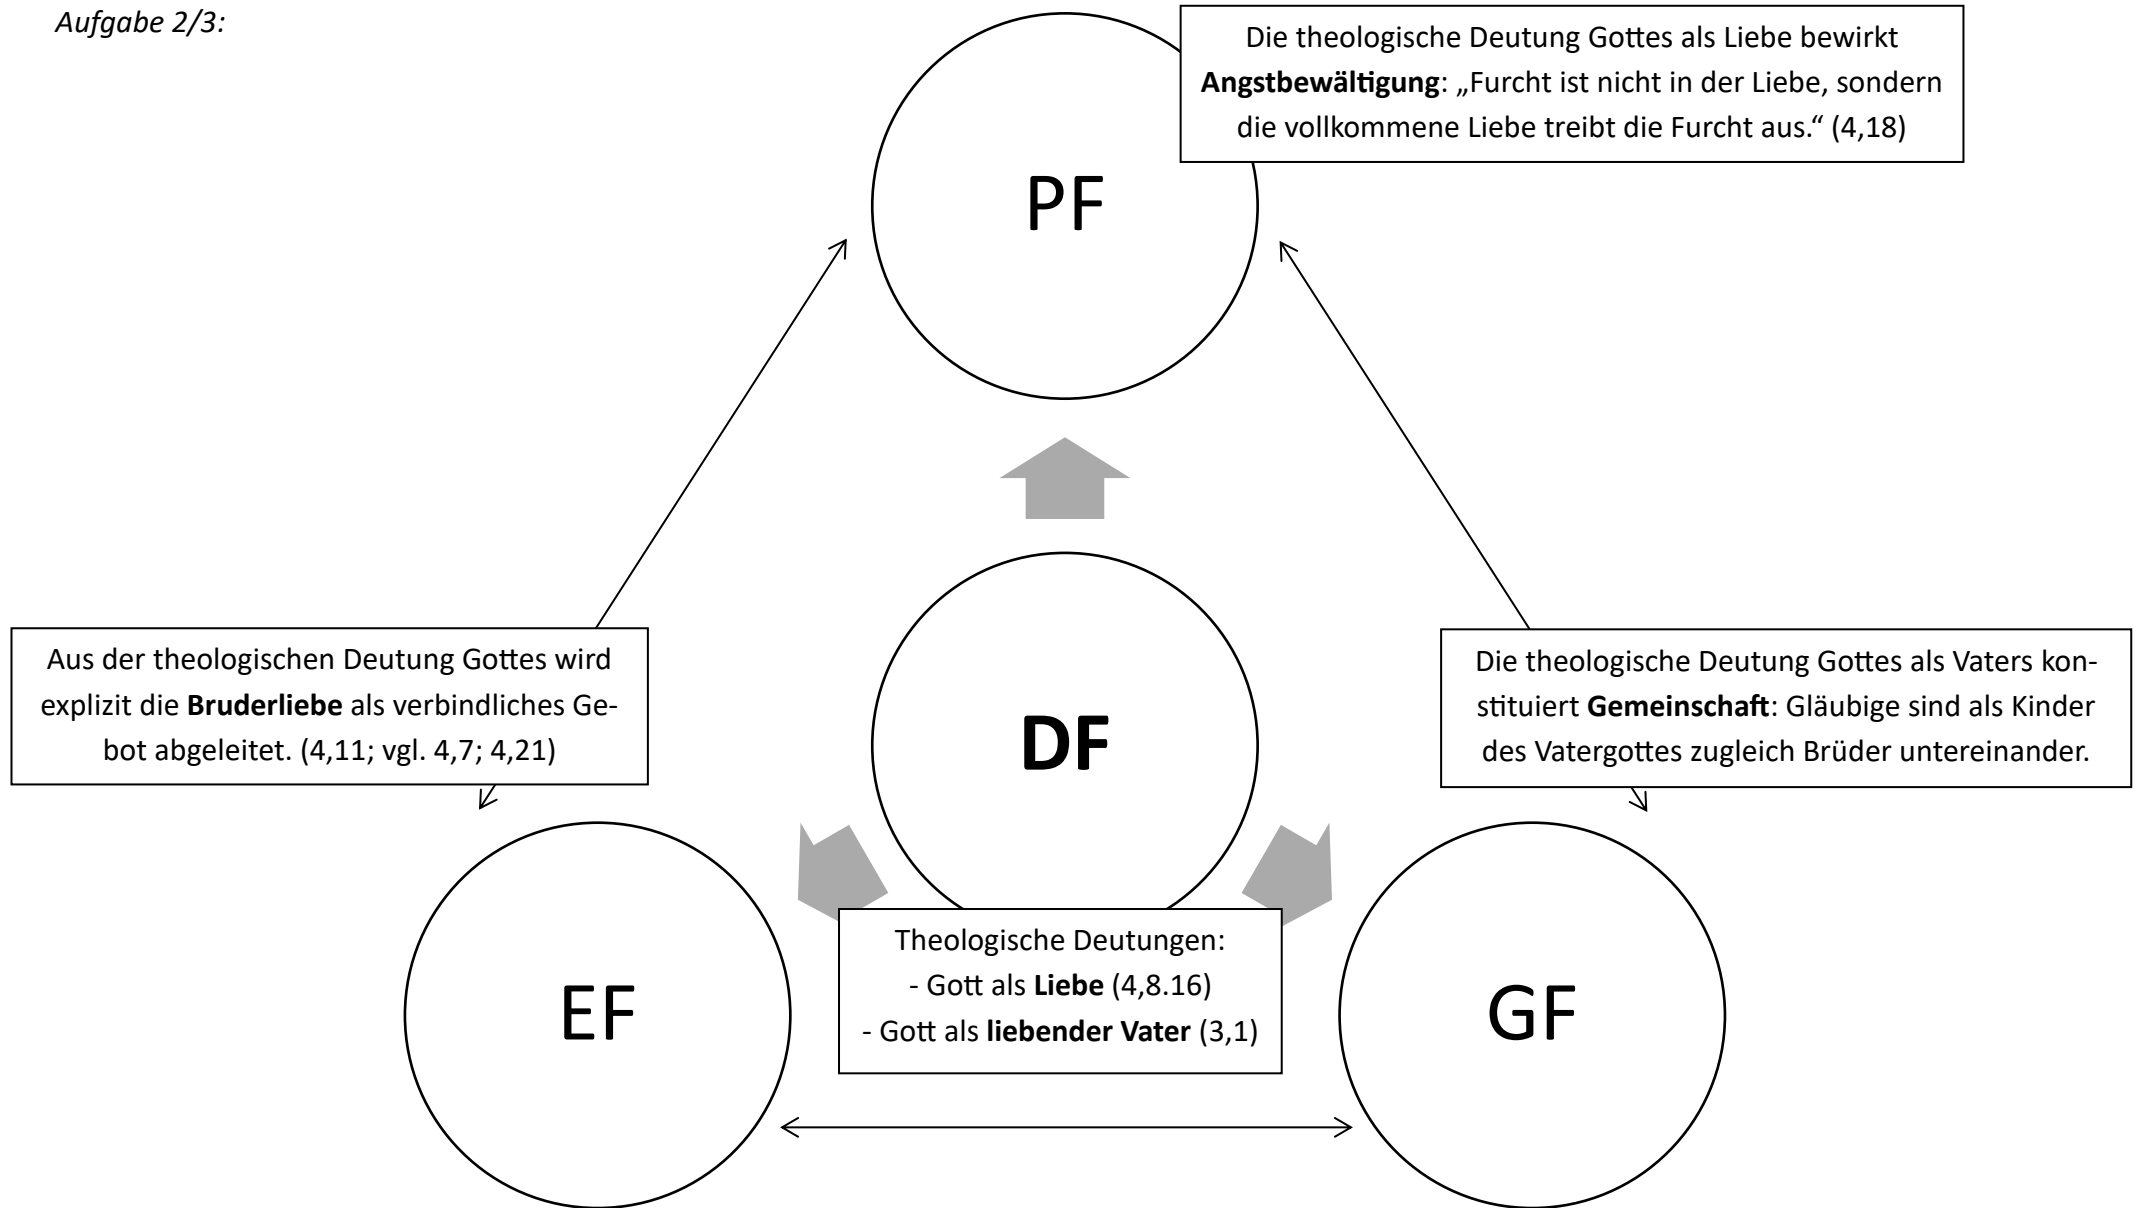 Aufgabe 2/3:
Die theologische Deutung Gottes als Liebe bewirkt
Angstbewältigung: „Furcht ist nicht in der Liebe, sondern
die vollkommene Liebe treibt die Furcht aus.“ (4,18)
PF
Aus der theologischen Deutung Gottes wird
explizit die Bruderliebe als verbindliches Ge-
bot abgeleitet. (4,11; vgl. 4,7; 4,21)
DF
Die theologische Deutung Gottes als Vaters kon-
stituiert Gemeinschaft: Gläubige sind als Kinder
des Vatergottes zugleich Brüder untereinander.
Theologische Deutungen:
- Gott als Liebe (4,8.16)
- Gott als liebender Vater (3,1)
EF
GF